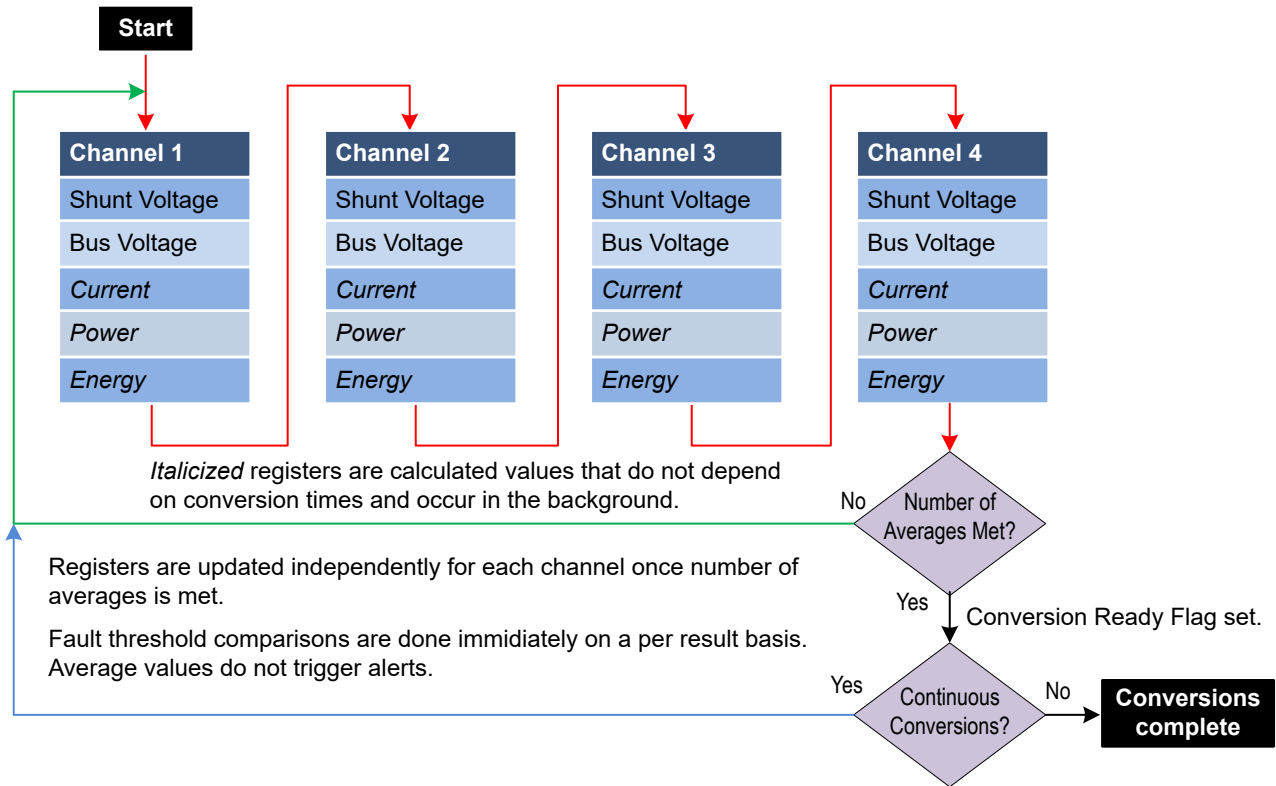 Start
Channel 1
Shunt Voltage
Bus Voltage
Current
Power
Energy
Channel 2
Shunt Voltage
Bus Voltage
Current
Power
Energy
Channel 3
Shunt Voltage
Bus Voltage
Current
Power
Energy
Channel 4
Shunt Voltage
Bus Voltage
Current
Power
Energy
Italicized registers are calculated values that do not depend
on conversion times and occur in the background.
No
Number of
Averages Met?
Registers are updated independently for each channel once number of
averages is met.
Yes
Conversion Ready Flag set.
Fault threshold comparisons are done immidiately on a per result basis.
Average values do not trigger alerts.
Yes
Continuous
Conversions?
No
Conversions
complete